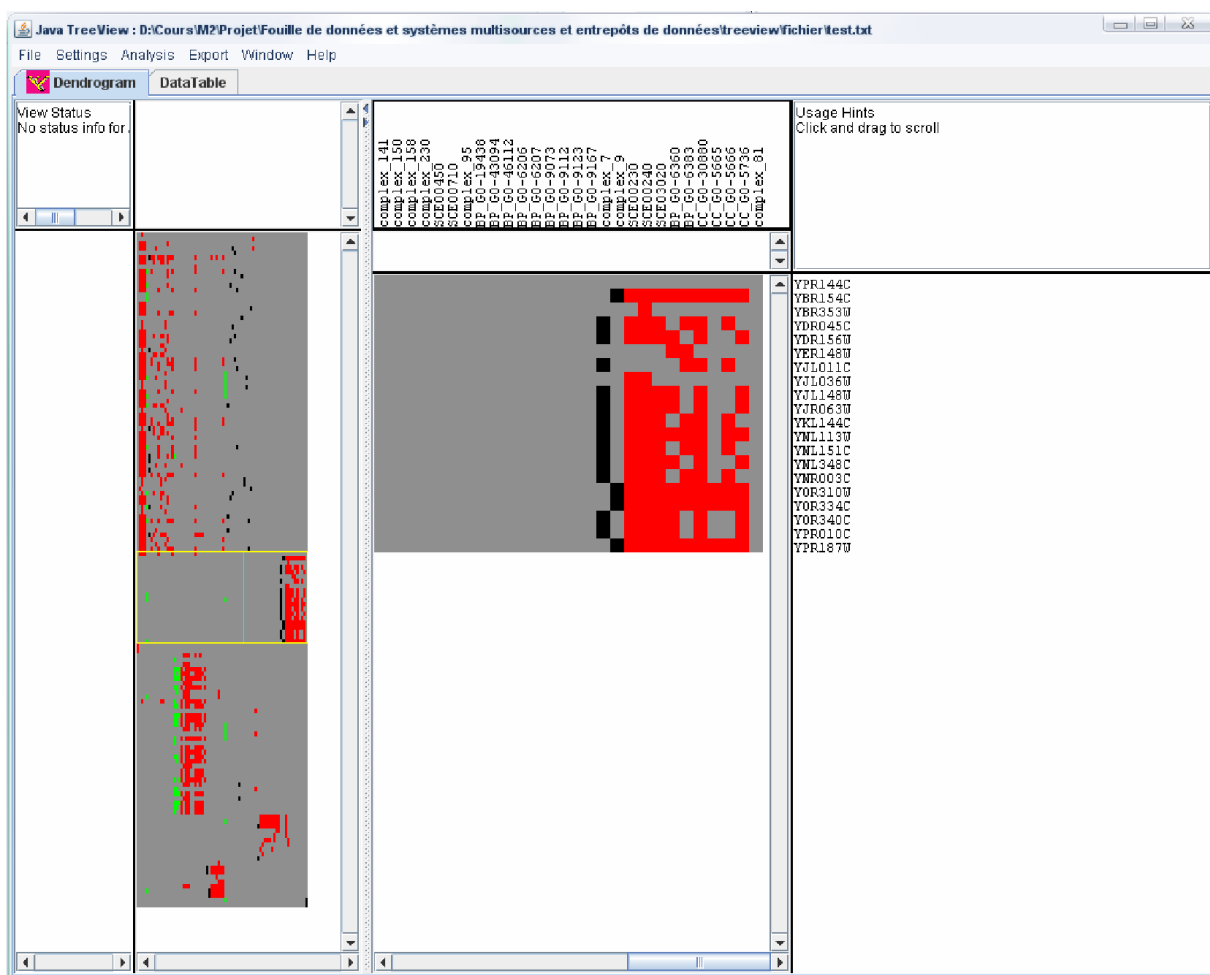 Java TreeView : D:\Cours\M2\Projet\Fouille de données et systèmes multisources et entrepôts de données\treeview\fichier\test.txt
File Settings Analysis Export Window Help
Dendrogram DataTable
View Status
No status info for
complex_141
complex_150
complex_158
complex_230
SCE00450
SCE00710
complex_95
BP_GO-19438
BP_GO-43094
BP_GO-46112
BP_GO-6206
BP_GO-6207
BP_GO-9073
BP_GO-9112
BP_GO-9123
BP_GO-9167
complex_7
complex_9
SCE00230
SCE00240
SCE03020
BP_GO-6360
BP_GO-6383
CC_GO-30880
CC_GO-5665
CC_GO-5666
CC_GO-5736
complex_81
Usage Hints
Click and drag to scroll
YPR144C
YBR154C
YBR353W
YDR045C
YDR156W
YER148W
YJL011C
YJL036W
YJL148W
YJR063W
YKL144C
YNL113W
YNL151C
YNL348C
YNR003C
YOR310W
YOR334C
YOR340C
YPR010C
YPR187W